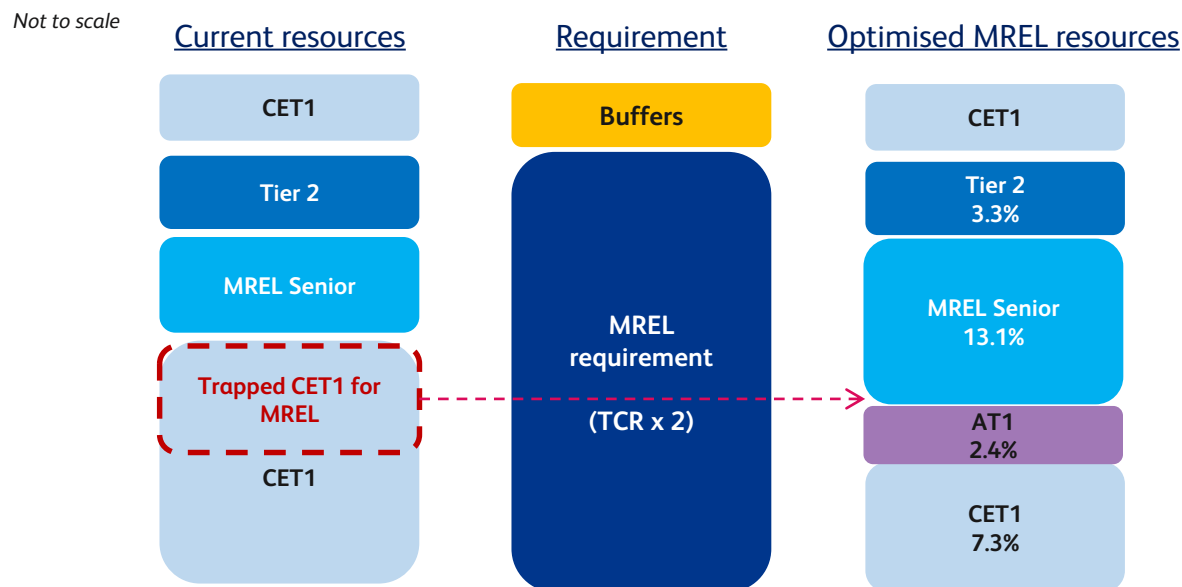 Not to scale
Current resources
Requirement
Optimised MREL resources
CET1
Tier 2
MREL Senior
Trapped CET1 for
MREL
CET1
Buffers
MREL
requirement
(TCR x 2)
CET1
Tier 2
3.3%
MREL Senior
13.1%
AT1
2.4%
CET1
7.3%